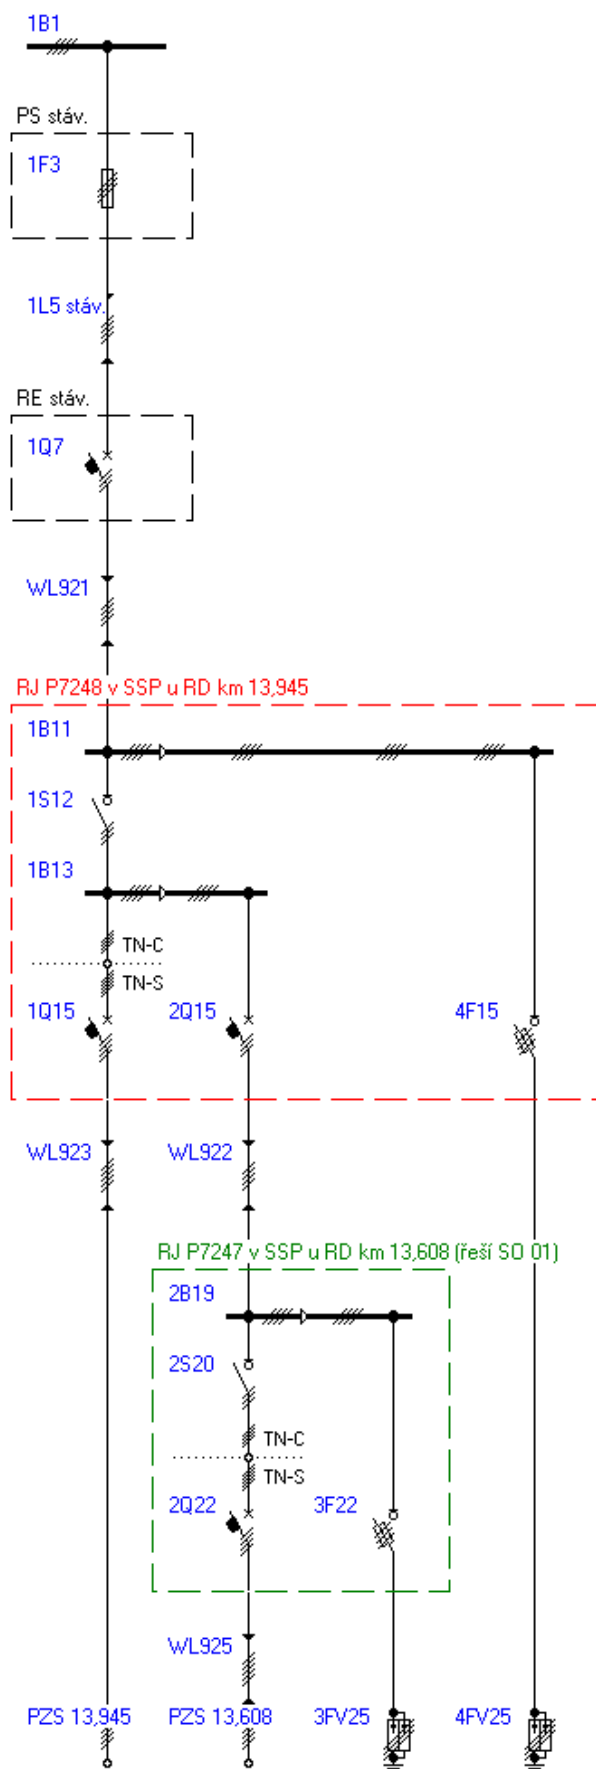 1B1
PS stáv.
1F3
1L5 stáv.
RE stáv.
1Q7
WL921
RJ P7248 v SSP u RD km 13,945
1B11
1S12
1B13
TN-C
TN-S
1Q15 2Q15 4F15
WL923 WL922
RJ P7247 v SSP u RD km 13,608 (řeší SO 01)
2B19
2S20
TN-C
TN-S
2Q22 3F22
WL925
PZS 13,945 PZS 13,608 3FV25 4FV25